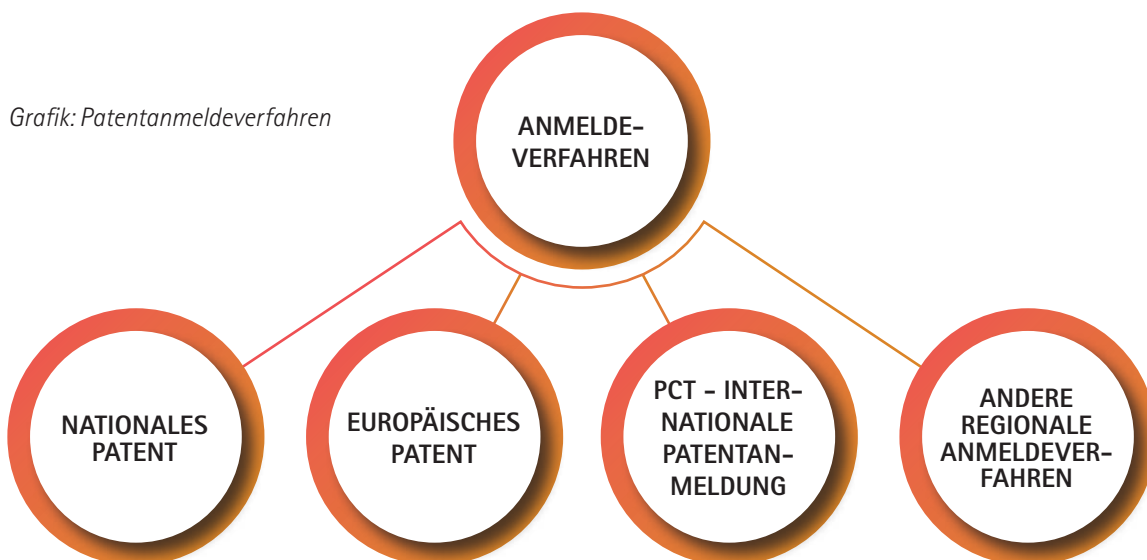 Grafik: Patentanmeldeverfahren
ANMELDE-
VERFAHREN
NATIONALES
PATENT
EUROPÄISCHES
PATENT
PCT - INTER-
NATIONALE
PATENTAN-
MELDUNG
ANDERE
REGIONALE
ANMELDEVER-
FAHREN